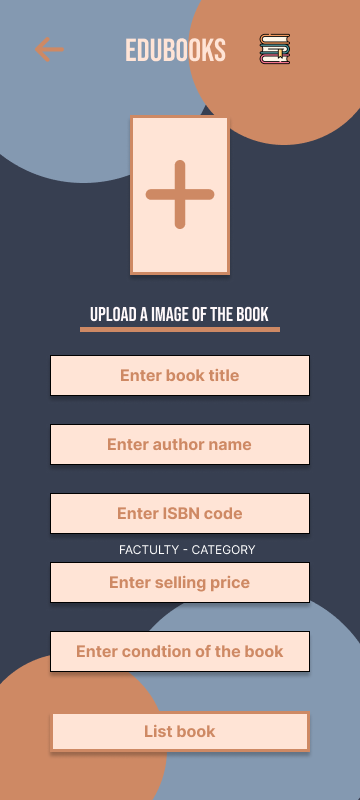 EDUBOOKS
UPLOAD A IMAGE OF THE BOOK
Enter book title
Enter author name
Enter ISBN code
FACTULTY - CATEGORY
Enter selling price
Enter condtion of the book
List book